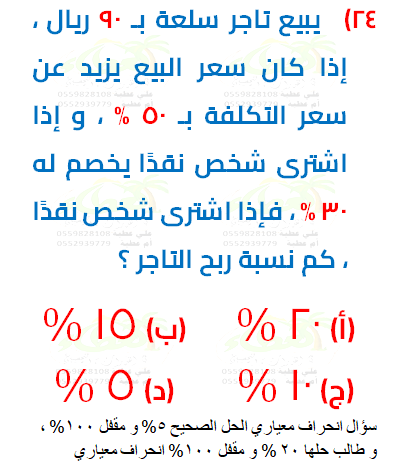 ٢٤) يبيع تاجر سلعة بـ ٩٠ ريال ،
إذا كان سعر البيع يزيد عن
سعر التكلفة بـ ٥٠ % ، و إذا
اشترى شخص نقدًا يخصم له
٣٠ % ، فإذا اشترى شخص نقدًا
، كم نسبة ربح التاجر ؟
(أ) ٢٠ % (ب) ١٥ %
(ج) ١٠ % (د) ٥ %
سؤال انحراف معياري الحل الصحيح ٥% و مقفل ١٠٠% ،
و طالب حلها ٢٠ % و مقفل ١٠٠% انحراف معياري